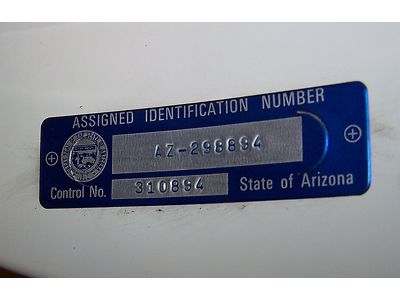 ASSIGNED IDENTIFICATION NUMBER
AZ-298894
Control No. 310894 State of Arizona